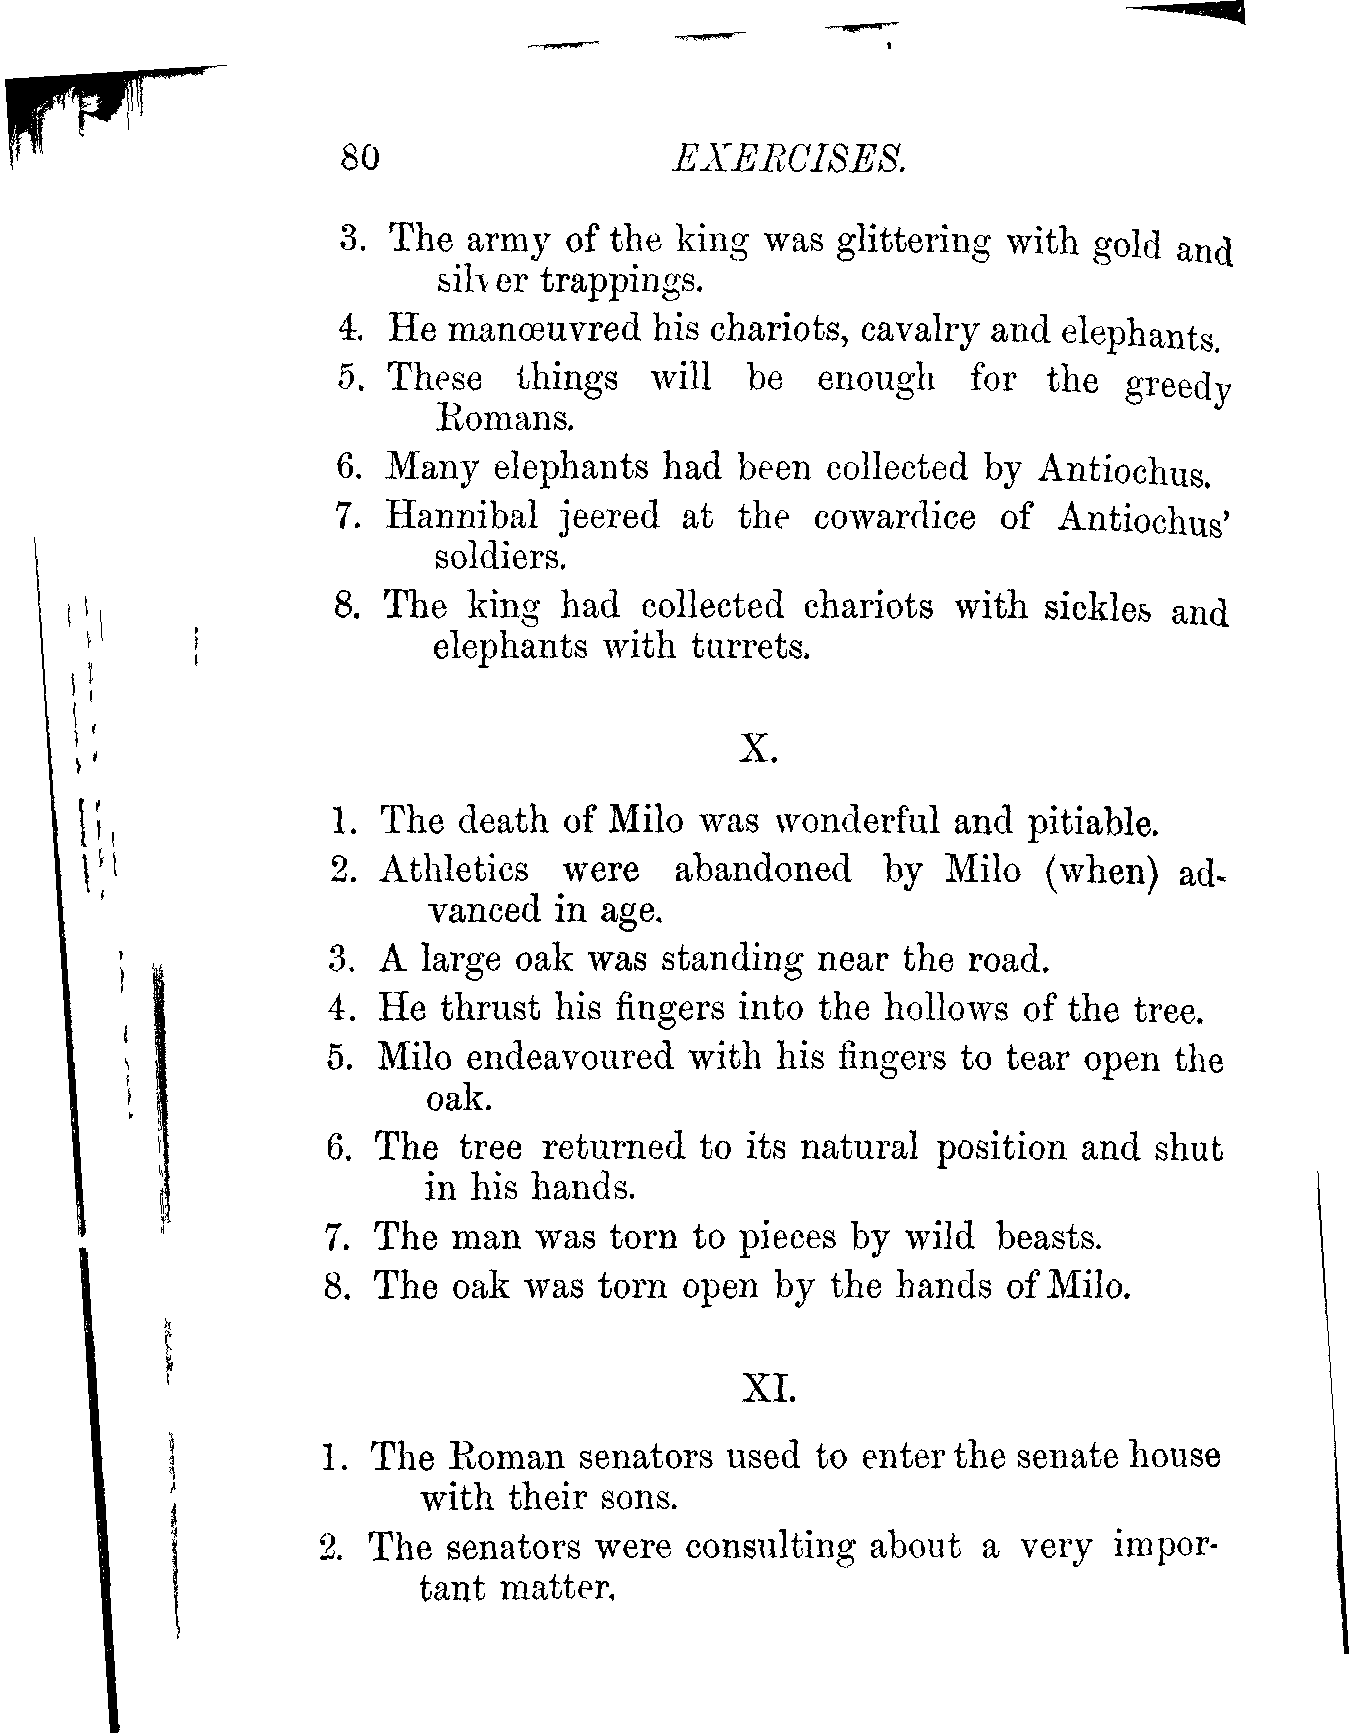 80 EXERCISES.
3. The army of the king was glittering with gold and
silver trappings.
4. He manœuvred his chariots, cavalry and elephants.
5. These things will be enough for the greedy
Romans.
6. Many elephants had been collected by Antiochus.
7. Hannibal jeered at the cowardice of Antiochus'
soldiers.
8. The king had collected chariots with sickles and
elephants with turrets.
X.
1. The death of Milo was wonderful and pitiable.
2. Athletics were abandoned by Milo (when) ad-
vanced in age.
3. A large oak was standing near the road.
4. He thrust his fingers into the hollows of the tree.
5. Milo endeavoured with his fingers to tear open the
oak.
6. The tree returned to its natural position and shut
in his hands.
7. The man was torn to pieces by wild beasts.
8. The oak was torn open by the hands of Milo.
XI.
1. The Roman senators used to enter the senate house
with their sons.
2. The senators were consulting about a very impor-
tant matter.